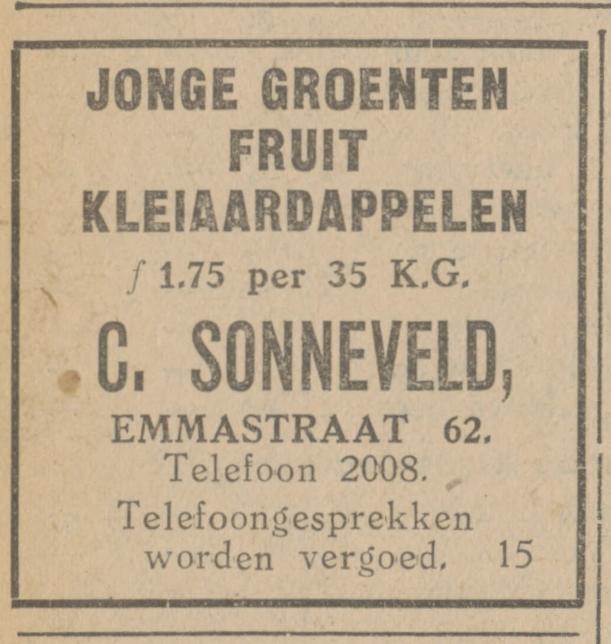 JONGE GROENTEN
FRUIT
KLEIAARDAPPELEN
ƒ 1.75 per 35 K.G.
C. SONNEVELD,
EMMASTRAAT 62.
Telefoon 2008.
Telefoongesprekken
worden vergoed. 15